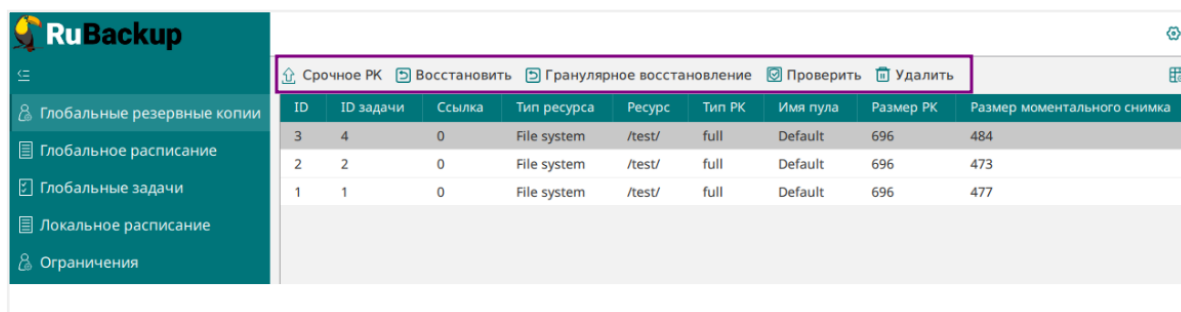 RuBackup
Срочное РК Восстановить Гранулярное восстановление Проверить Удалить
Глобальные резервные копии
Глобальное расписание
Глобальные задачи
Локальное расписание
Ограничения
ID ID задачи Ссылка Тип ресурса Ресурс Тип РК Имя пула Размер РК Размер моментального снимка
3 4 0 File system /test/ full Default 696 484
2 2 0 File system /test/ full Default 696 473
1 1 0 File system /test/ full Default 696 477